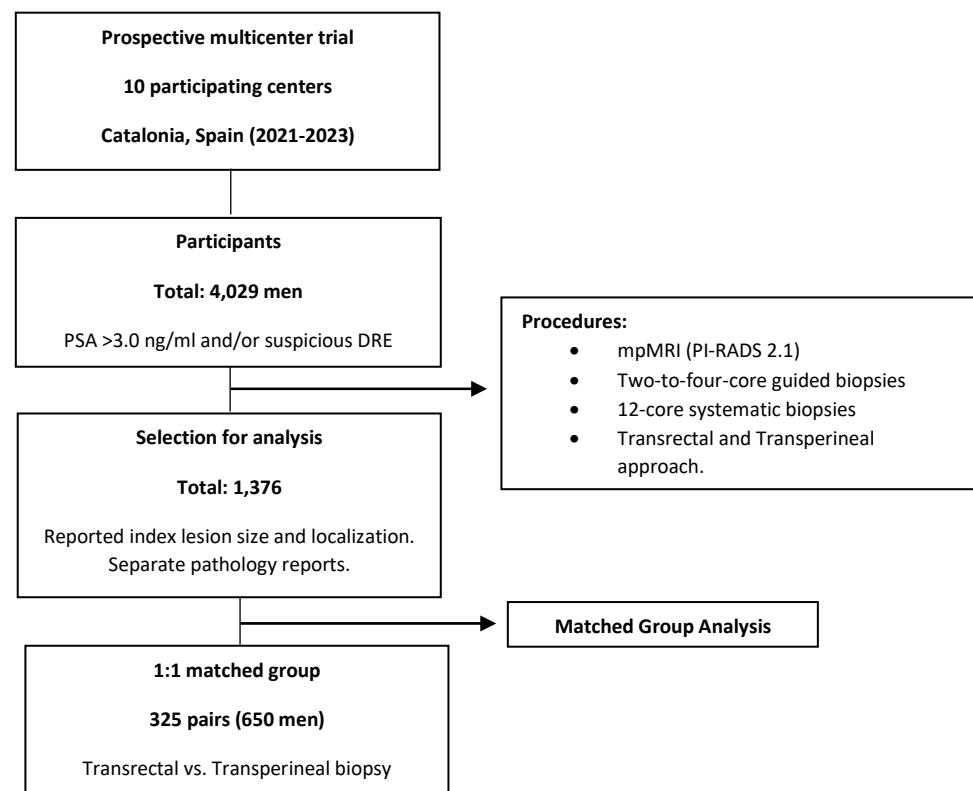 Prospective multicenter trial
10 participating centers
Catalonia, Spain (2021-2023)
Participants
Total: 4,029 men
PSA >3.0 ng/ml and/or suspicious DRE
Procedures:
• mpMRI (PI-RADS 2.1)
• Two-to-four-core guided biopsies
• 12-core systematic biopsies
• Transrectal and Transperineal
approach.
Selection for analysis
Total: 1,376
Reported index lesion size and localization.
Separate pathology reports.
Matched Group Analysis
1:1 matched group
325 pairs (650 men)
Transrectal vs. Transperineal biopsy